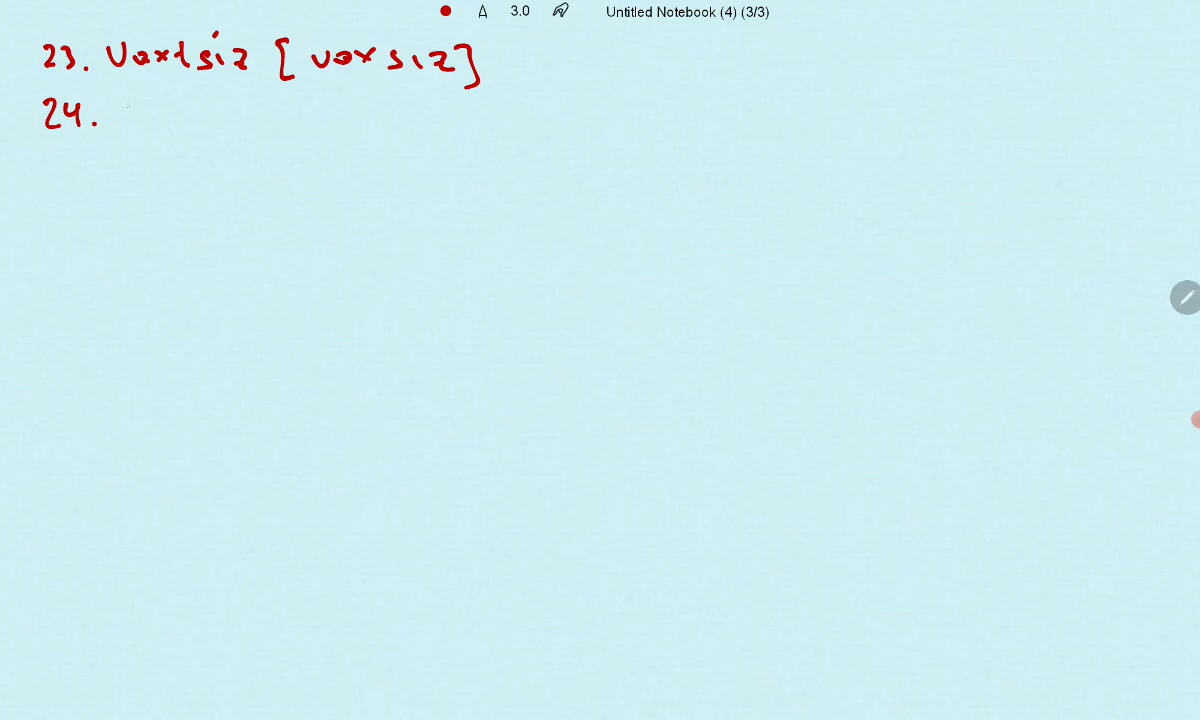 3.0 Untitled Notebook (4) (3/3)
23. Vaxtsiz [vaxsiz]
24.